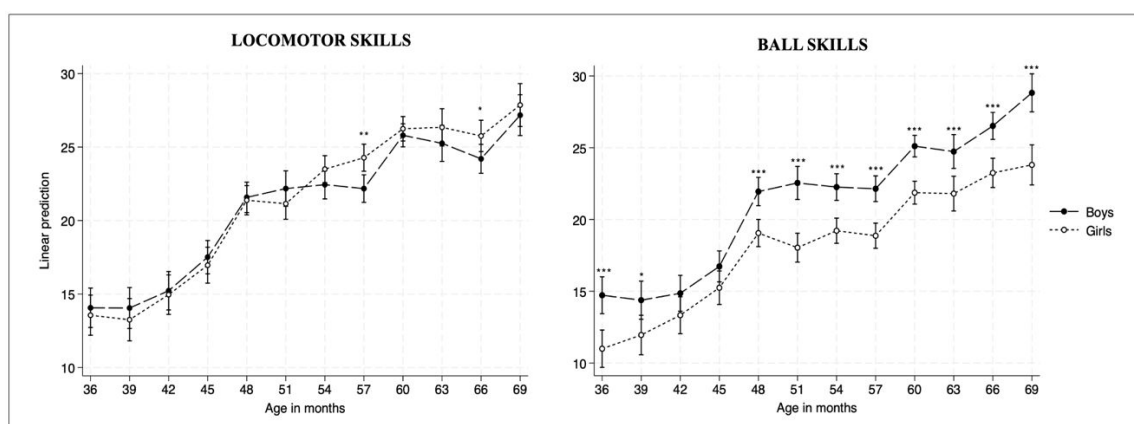 LOCOMOTOR SKILLS
30
25
20
15
10
Linear prediction
**
*
36 39 42 45 48 51 54 57 60 63 66 69
Age in months
BALL SKILLS
30
25
20
15
10
***
*
***
***
***
***
***
***
***
***
36 39 42 45 48 51 54 57 60 63 66 69
Age in months
Boys
Girls